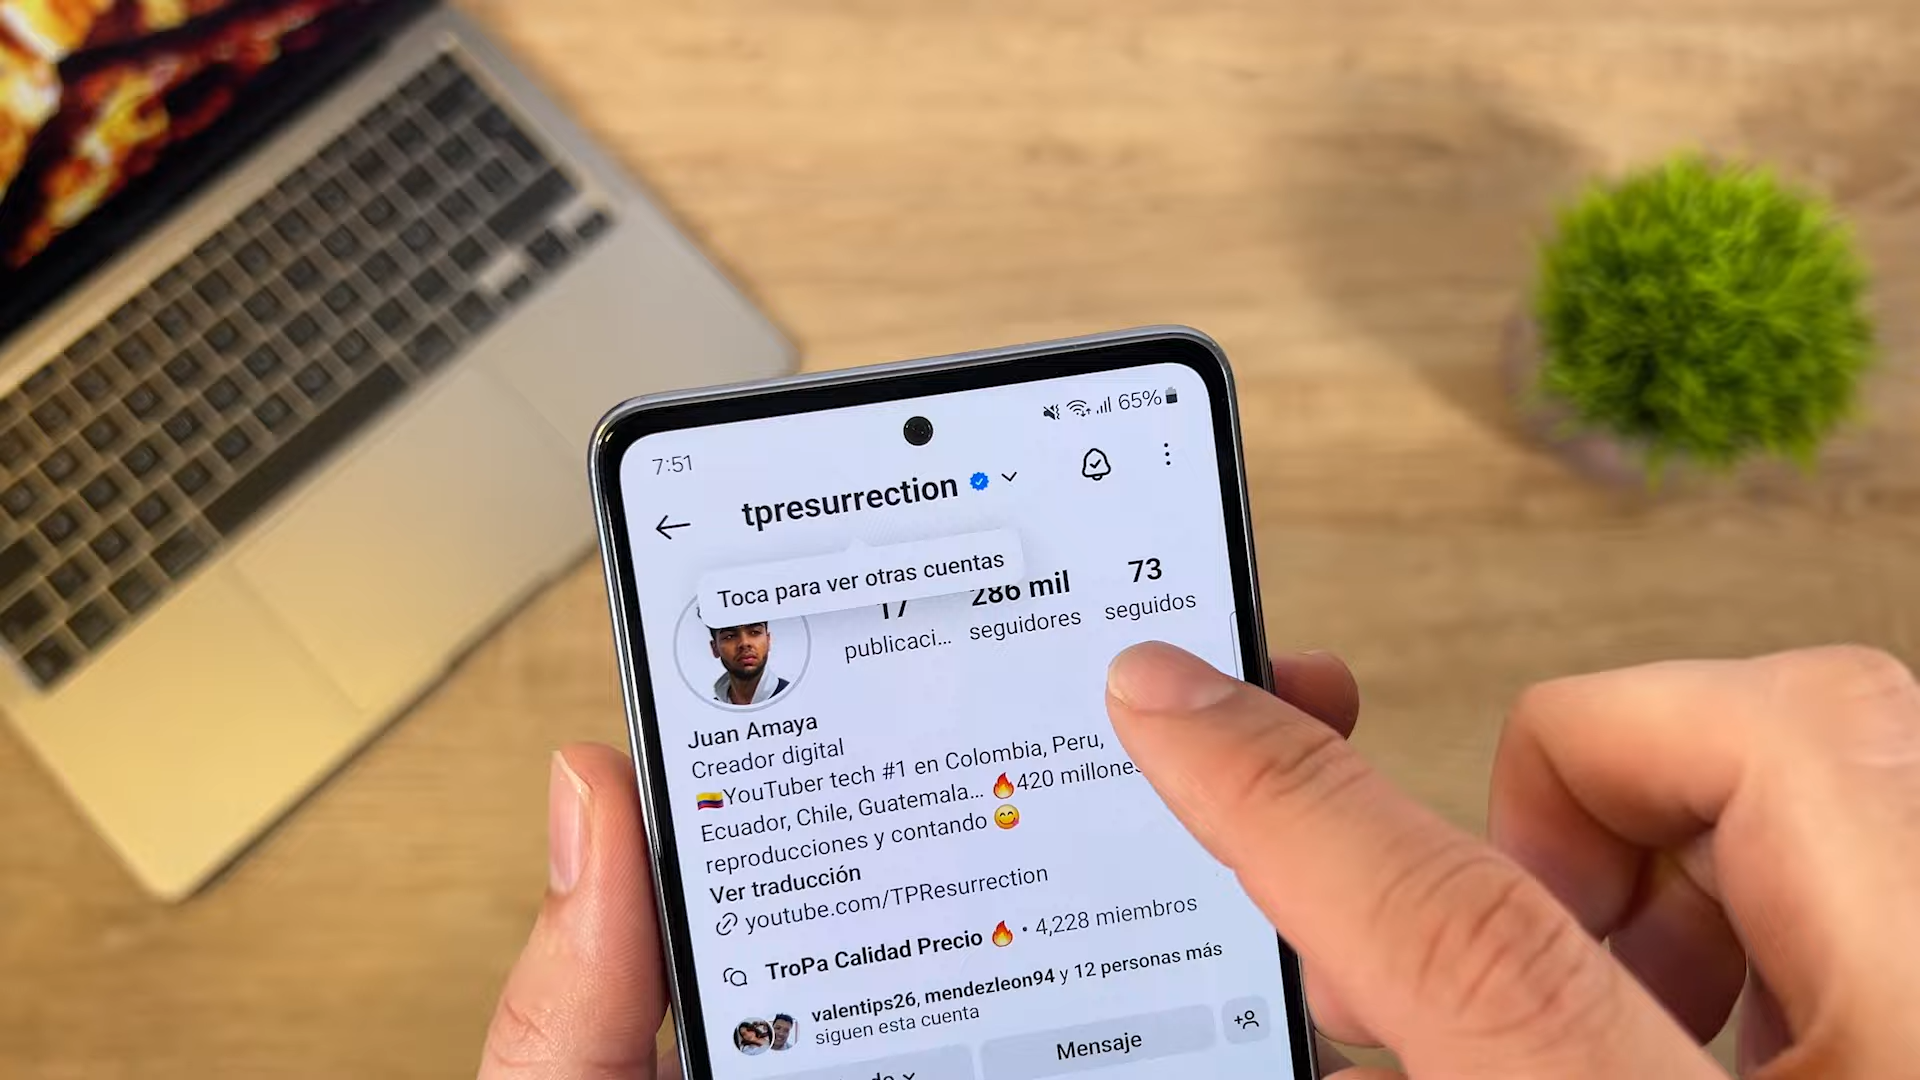 7:51
65%
tpresurrection
Toca para ver otras cuentas
17
286 mil
73
publicaci...
seguidores
seguidos
Juan Amaya
Creador digital
🇨🇴YouTuber tech #1 en Colombia, Peru,
Ecuador, Chile, Guatemala... 🔥420 millones
reproducciones y contando 😋
Ver traducción
youtube.com/TPResurrection
TroPa Calidad Precio 🔥 • 4,228 miembros
valentips26, mendezleon94 y 12 personas más
siguen esta cuenta
Mensaje